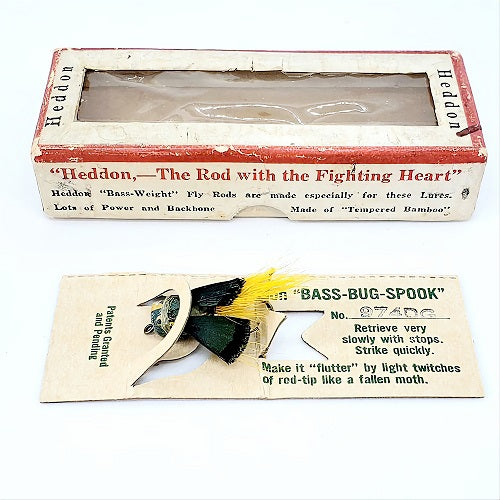 Heddon
Heddon
"Heddon,—The Rod with the Fighting Heart"
Heddon "Bass-Weight" Fly Rods are made especially for these Lures.
Lots of Power and Backbone Made of "Tempered Bamboo"
Patents Granted
and Pending
"BASS-BUG-SPOOK"
No. 974DG
Retrieve very
slowly with stops.
Strike quickly.
Make it "flutter" by light twitches
of rod-tip like a fallen moth.